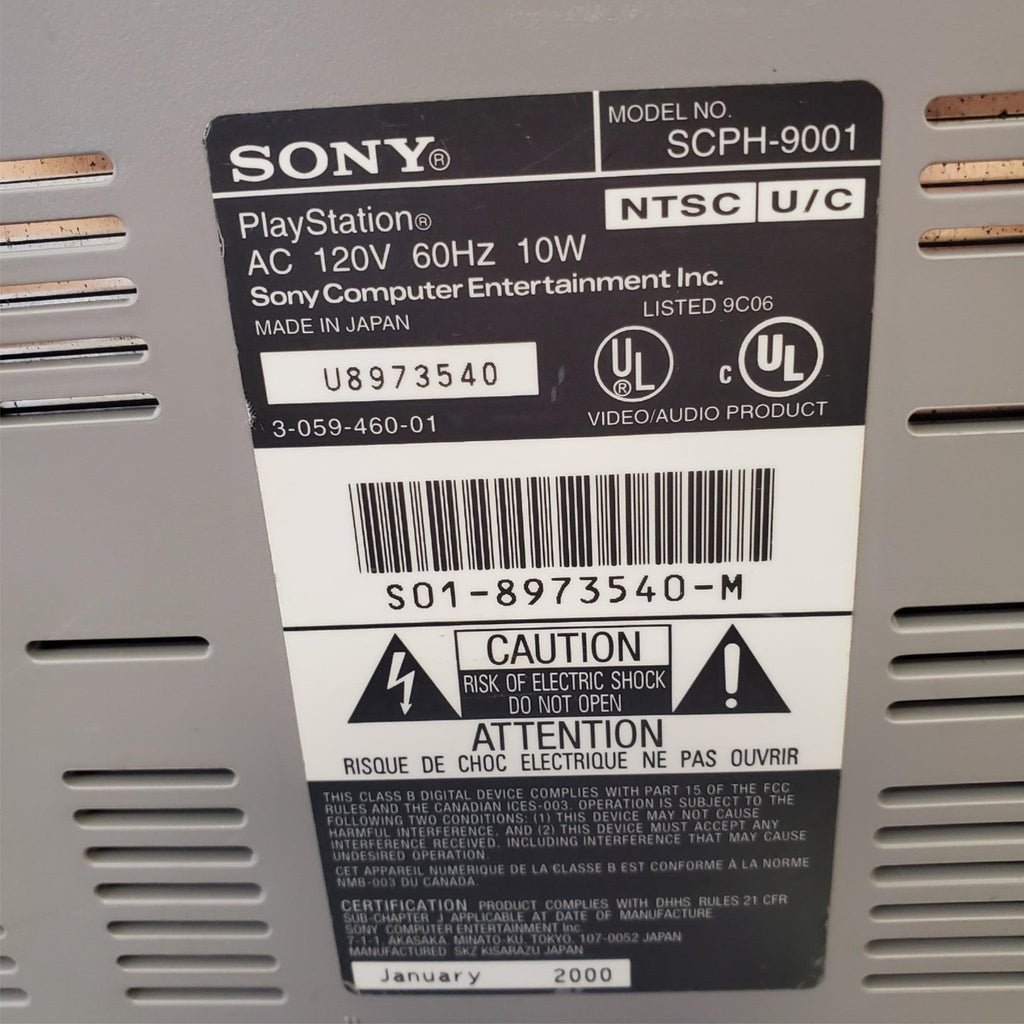 SONY®
MODEL NO.
SCPH-9001
PlayStation®
NTSC U/C
AC 120V 60Hz 10W
Sony Computer Entertainment Inc.
MADE IN JAPAN
LISTED 9C06
U8973540
UL®
C UL
3-059-460-01
VIDEO/AUDIO PRODUCT
S01-8973540-M
CAUTION
RISK OF ELECTRIC SHOCK
DO NOT OPEN
ATTENTION
RISQUE DE CHOC ELECTRIQUE NE PAS OUVRIR
THIS CLASS B DIGITAL DEVICE COMPLIES WITH PART 15 OF THE FCC
RULES AND THE CANADIAN ICES-003. OPERATION IS SUBJECT TO THE
FOLLOWING TWO CONDITIONS: (1) THIS DEVICE MAY NOT CAUSE
HARMFUL INTERFERENCE, AND (2) THIS DEVICE MUST ACCEPT ANY
INTERFERENCE RECEIVED, INCLUDING INTERFERENCE THAT MAY CAUSE
UNDESIRED OPERATION.
CET APPAREIL NUMERIQUE DE LA CLASSE B EST CONFORME À LA NORME
NMB-003 DU CANADA.
CERTIFICATION PRODUCT COMPLIES WITH DHHS RULES 21 CFR
SUB-CHAPTER J APPLICABLE AT DATE OF MANUFACTURE.
SONY COMPUTER ENTERTAINMENT Inc.
7-1-1, AKASAKA, MINATO-KU, TOKYO, 107-0052 JAPAN
MANUFACTURED SKZ KISARAZU JAPAN
January 2000